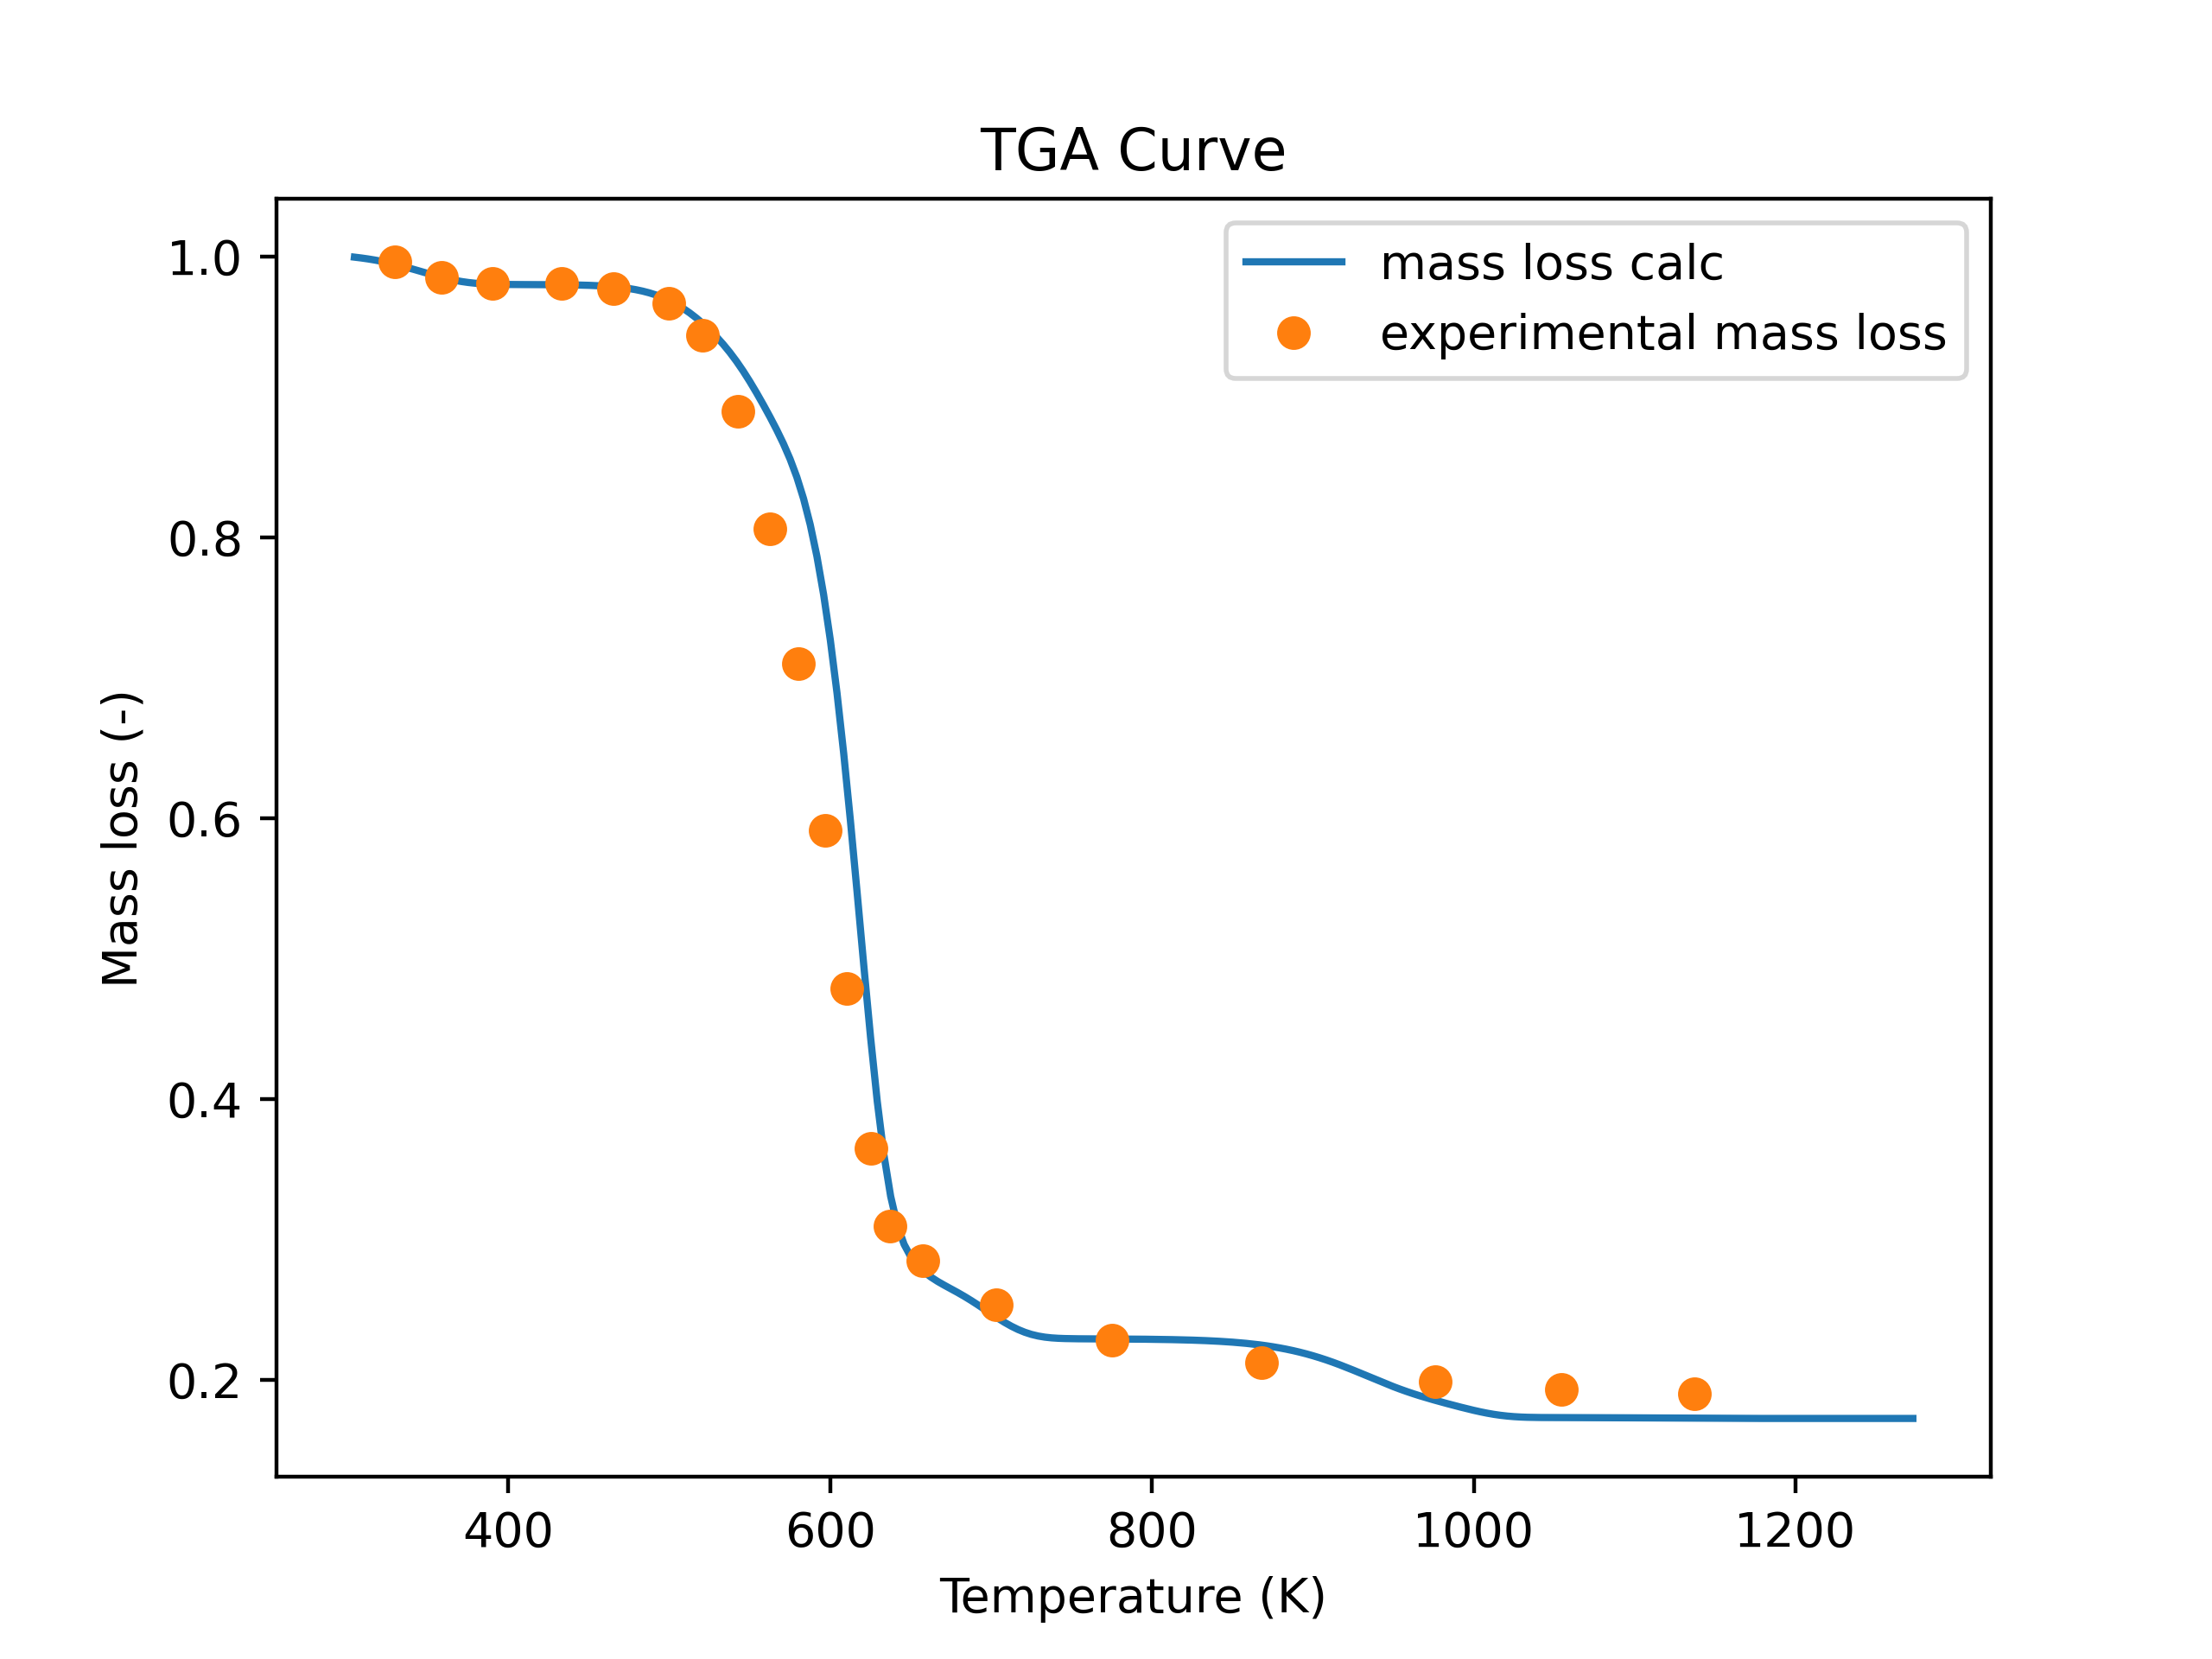 TGA Curve
mass loss calc
experimental mass loss
1.0
0.8
0.6
0.4
0.2
Mass loss (-)
400 600 800 1000 1200
Temperature (K)